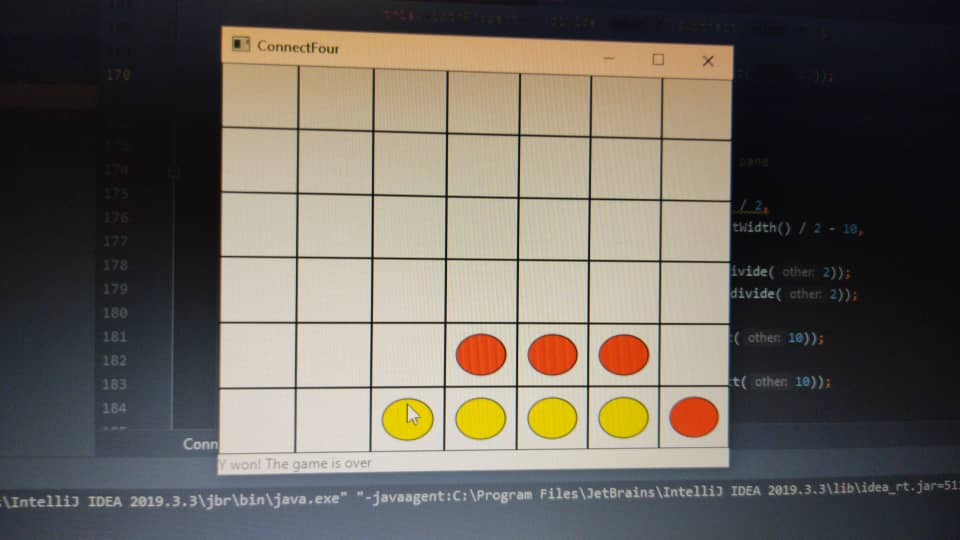 ConnectFour
170
174
175
/ 2,
176
tWidth() / 2 - 10,
177
178
ivide( other: 2));
179
divide( other: 2));
180
181
( other: 10));
182
183
t( other: 10));
184
Conn
Y won! The game is over
\IntelliJ IDEA 2019.3.3\jbr\bin\java.exe" "-javaagent:C:\Program Files\JetBrains\IntelliJ IDEA 2019.3.3\lib\idea_rt.jar=51